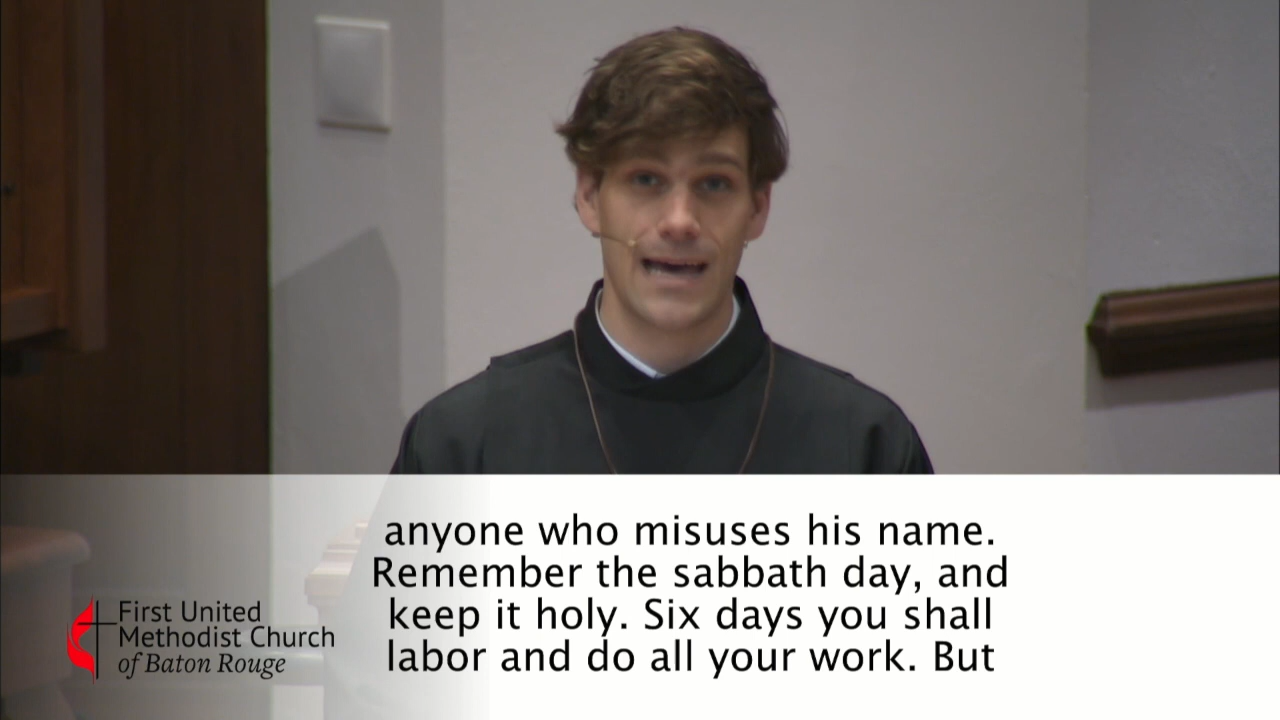 anyone who misuses his name.
Remember the sabbath day, and
keep it holy. Six days you shall
labor and do all your work. But
First United
Methodist Church
of Baton Rouge